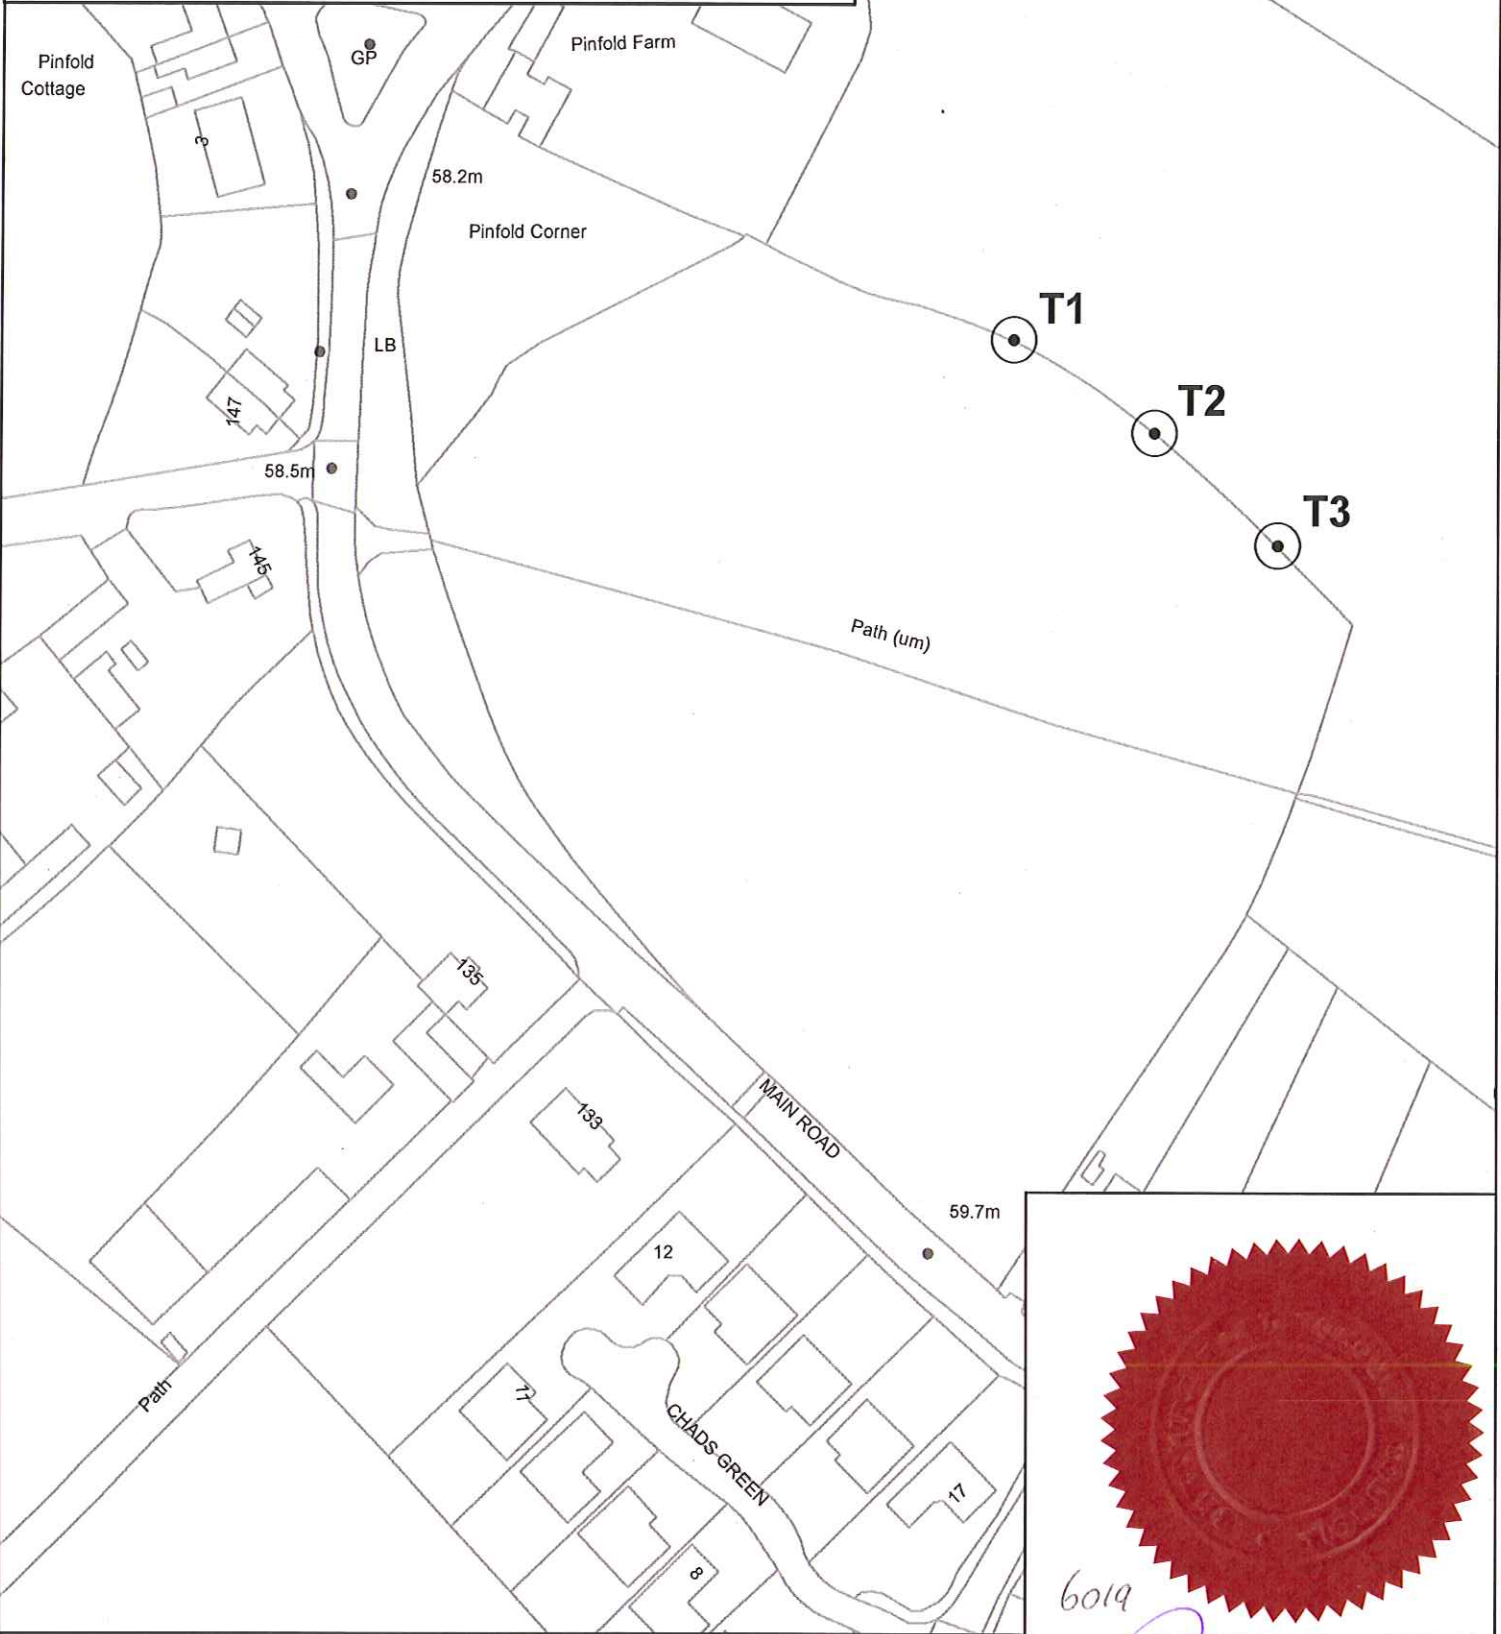 Pinfold
Cottage
GP
Pinfold Farm
3
58.2m
Pinfold Corner
T1
LB
T2
147
58.5m
T3
145
Path (um)
135
MAIN ROAD
133
59.7m
12
Path
11
CHADS GREEN
17
8
6019